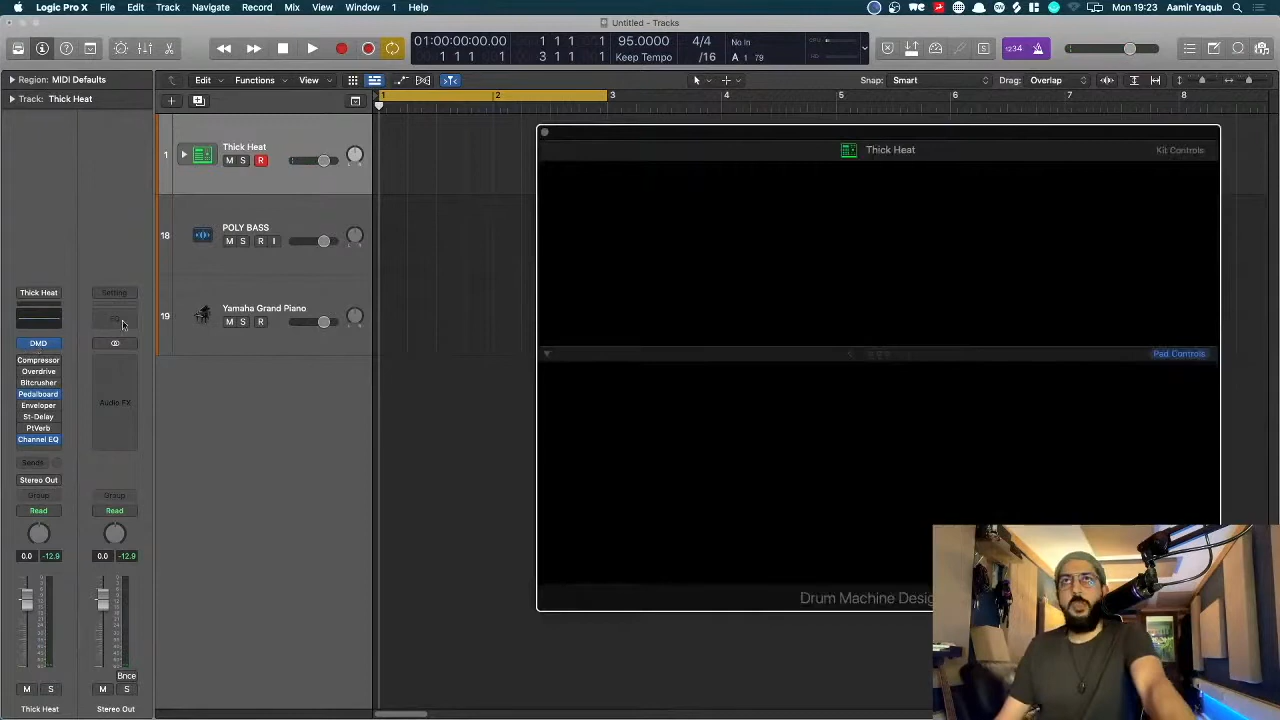 Logic Pro X File Edit Track Navigate Record Mix View Window 1 Help Mon 19:23 Aamir Yaqub
Untitled - Tracks
01:00:00:00.00 1 1 1 1 95.0000 4/4 No In
1 1 1 3 1 1 1 Keep Tempo /16 A 1 79
1234
Region: MIDI Defaults
Edit Functions View Snap: Smart Drag: Overlap
Track: Thick Heat
1 2 3 4 5 6 7 8
1 Thick Heat
M S R
Thick Heat Kit Controls
18 POLY BASS
M S R I
Thick Heat Setting
19 Yamaha Grand Piano
M S R
EQ
DMD
Pad Controls
Compressor
Overdrive
Bitcrusher
Pedalboard
Enveloper
Audio FX
St-Delay
PtVerb
Channel EQ
Sends
Stereo Out
Group Group
Read Read
0.0 -12.9 0.0 -12.9
Drum Machine Desig
Bnce
M S M S
Thick Heat Stereo Out